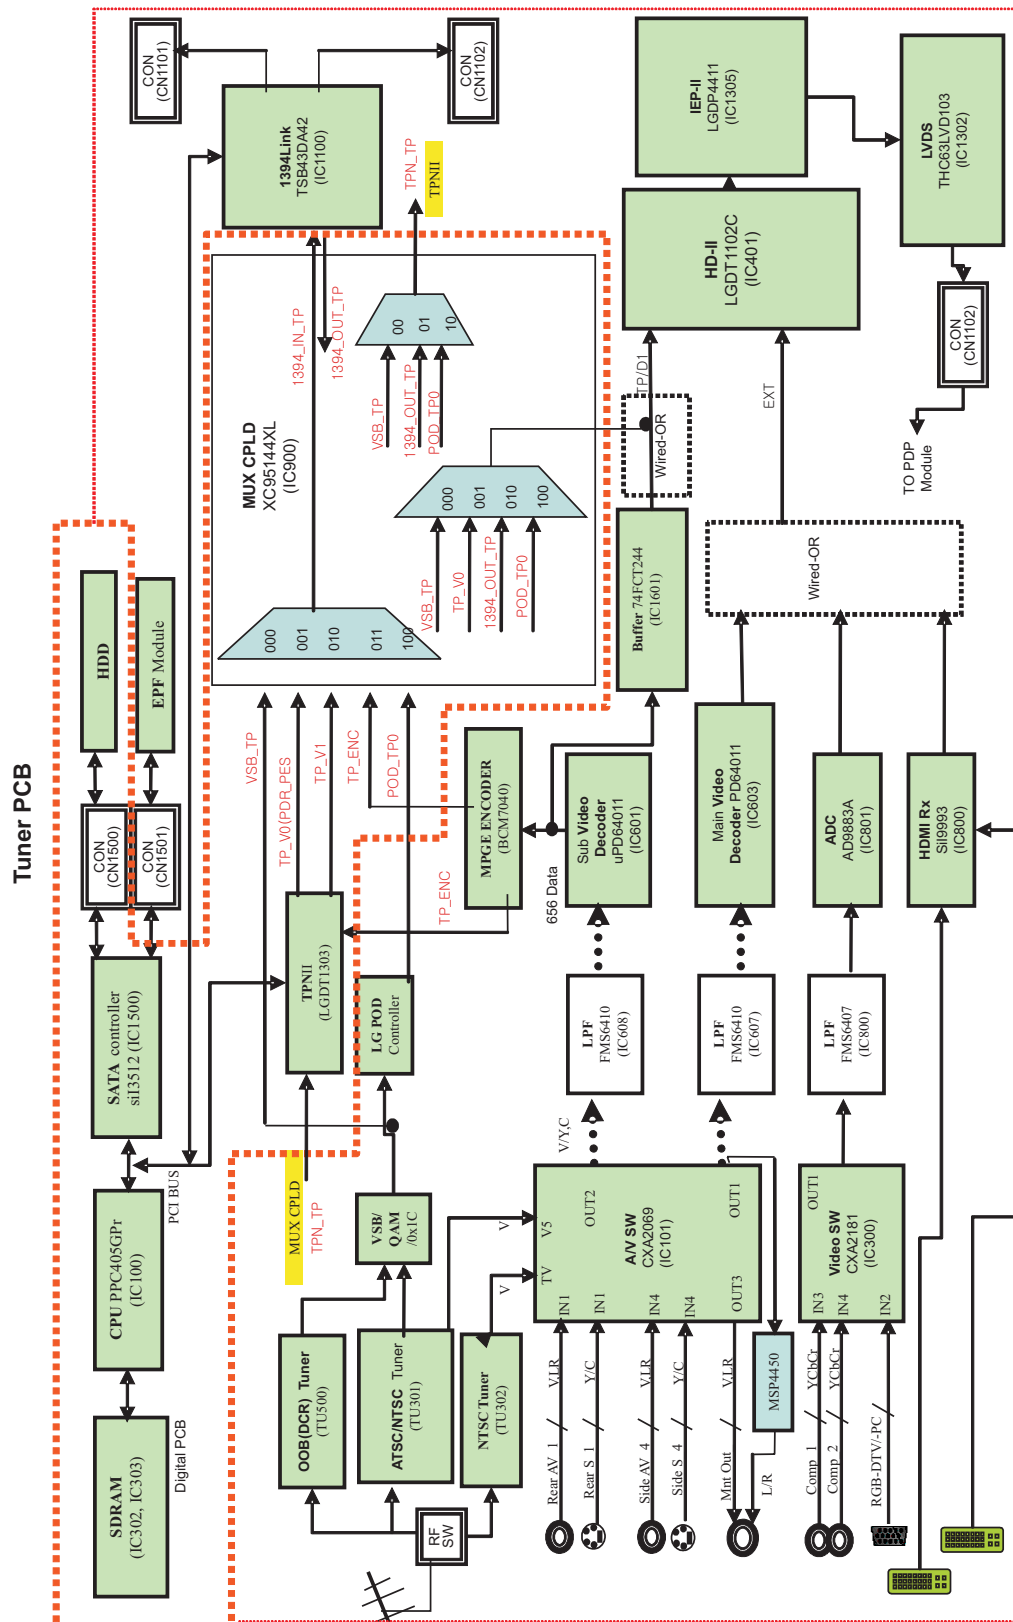 Tuner PCB
SDRAM
(IC302, IC303)
Digital PCB
CPU PPC405GPr
(IC100)
PCI BUS
SATA controller
siI3512 (IC1500)
CON
(CN1500)
CON
(CN1501)
HDD
EPF Module
CON
(CN1101)
CON
(CN1102)
1394Link
TSB43DA42
(IC1100)
MUX CPLD
XC95144XL
(IC900)
1394_IN_TP
1394_OUT_TP
TPN_TP
TPNII
00
01
10
VSB_TP
1394_OUT_TP
POD_TP0
000
001
010
100
VSB_TP
TP_V0
1394_OUT_TP
POD_TP0
000
001
010
011
100
VSB_TP
TP_V0(PDR_PES
TP_V1
TP_ENC
POD_TP0
TPNII
(LGDT1303)
MUX CPLD
TPN_TP
LG POD
Controller
TP_ENC
MPGE ENCODER
(BCM7040)
656 Data
VSB/
QAM
/0x1C
OOB(DCR) Tuner
(TU500)
ATSC/NTSC Tuner
(TU301)
NTSC Tuner
(TU302)
RF
SW
V
V
TV
V5
A/V SW
CXA2069
(IC101)
IN1
IN1
IN4
IN4
OUT3
OUT2
OUT1
V/Y,C
Rear AV 1
V,LR
Rear S 1
Y/C
Side AV 4
V,LR
Side S 4
Y/C
Mnt Out
V,LR
L/R
MSP4450
Video SW
CXA2181
(IC300)
IN3
IN4
IN2
OUT1
Comp 1
YCbCr
Comp 2
YCbCr
RGB-DTV/-PC
LPF
FMS6410
(IC608)
LPF
FMS6410
(IC607)
LPF
FMS6407
(IC800)
Sub Video
Decoder
uPD64011
(IC601)
Main Video
Decoder PD64011
(IC603)
ADC
AD9883A
(IC801)
HDMI Rx
SiI9993
(IC800)
Buffer 74FCT244
(IC1601)
Wired-OR
Wired-OR
TP/D1
EXT
HD-II
LGDT1102C
(IC401)
IEP-II
LGDP4411
(IC1305)
LVDS
THC63LVD103
(IC1302)
CON
(CN1102)
TO PDP
Module